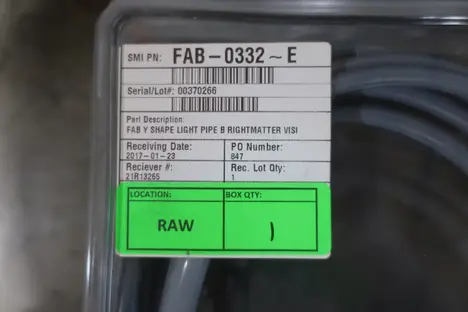 SMI PN: FAB-0332~E
Serial/Lot#: 00370266
Part Description:
FAB Y SHAPE LIGHT PIPE B RIGHTMATTER VISI
Receiving Date: PO Number:
2017-01-23 847
Reciever #: Rec. Lot Qty:
21R13265 1
LOCATION: BOX QTY:
RAW 1